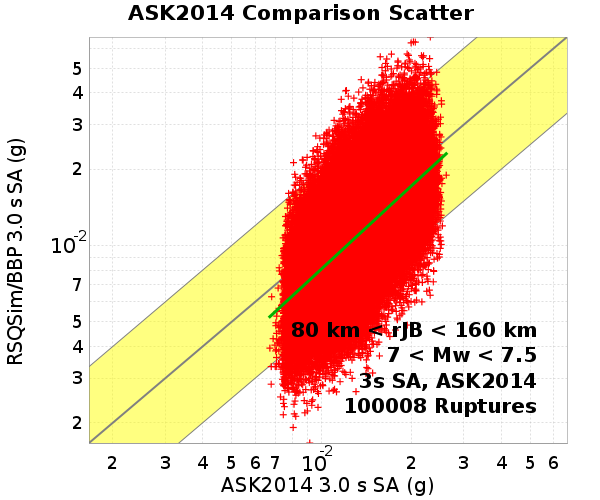 ASK2014 Comparison Scatter
RSQSim/BBP 3.0 s SA (g)
5
4
3
2
10-2
7
5
4
3
2
80 km < rJB < 160 km
7 < Mw < 7.5
3s SA, ASK2014
100008 Ruptures
2 3 4 5 6 7 10-2 2 3 4 5 6
ASK2014 3.0 s SA (g)